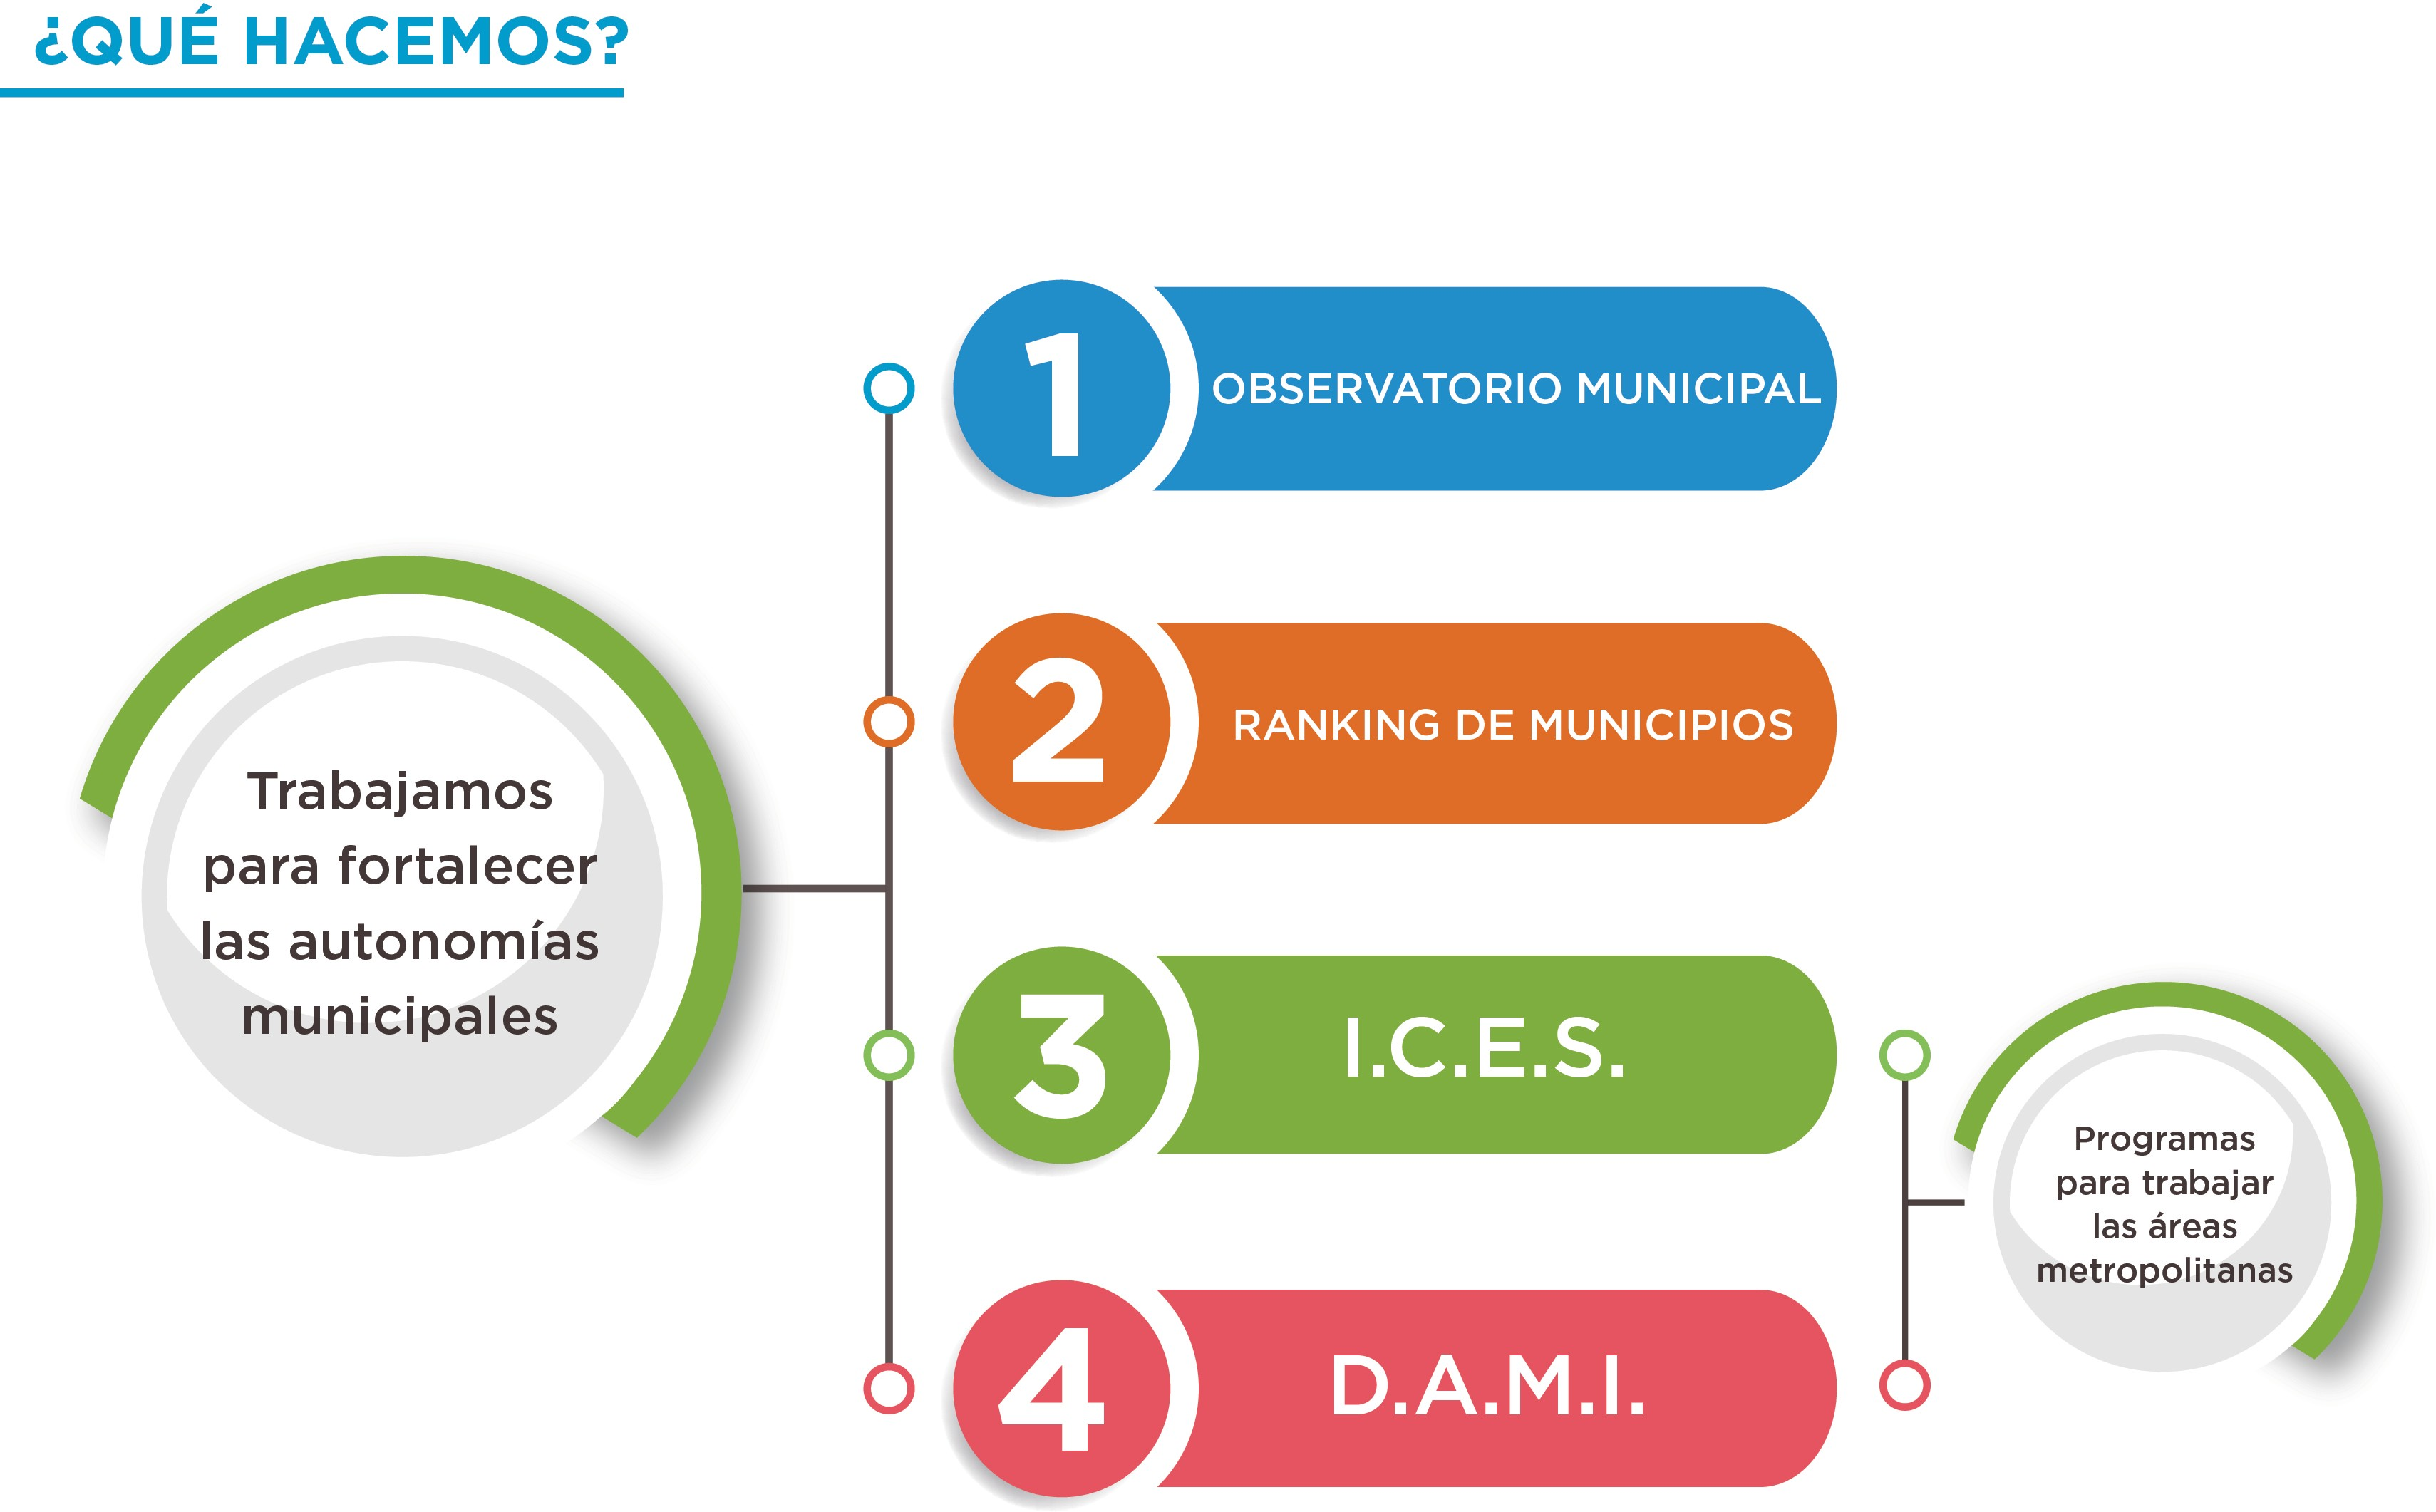 ¿QUÉ HACEMOS?
Trabajamos
para fortalecer
las autonomías
municipales
1
OBSERVATORIO MUNICIPAL
2
RANKING DE MUNICIPIOS
3
I.C.E.S.
4
D.A.M.I.
Programas
para trabajar
las áreas
metropolitanas